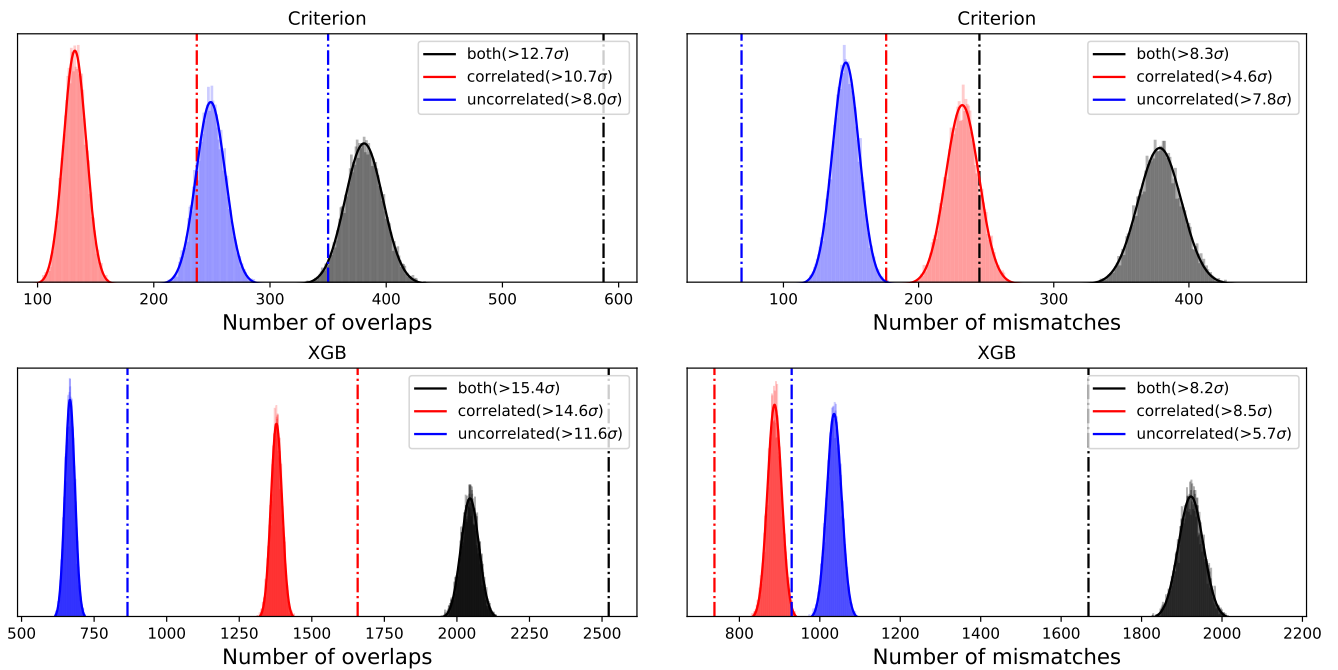 Criterion
both(>12.7σ)
correlated(>10.7σ)
uncorrelated(>8.0σ)
100 200 300 400 500 600
Number of overlaps
Criterion
both(>8.3σ)
correlated(>4.6σ)
uncorrelated(>7.8σ)
100 200 300 400
Number of mismatches
XGB
both(>15.4σ)
correlated(>14.6σ)
uncorrelated(>11.6σ)
500 750 1000 1250 1500 1750 2000 2250 2500
Number of overlaps
XGB
both(>8.2σ)
correlated(>8.5σ)
uncorrelated(>5.7σ)
800 1000 1200 1400 1600 1800 2000 2200
Number of mismatches